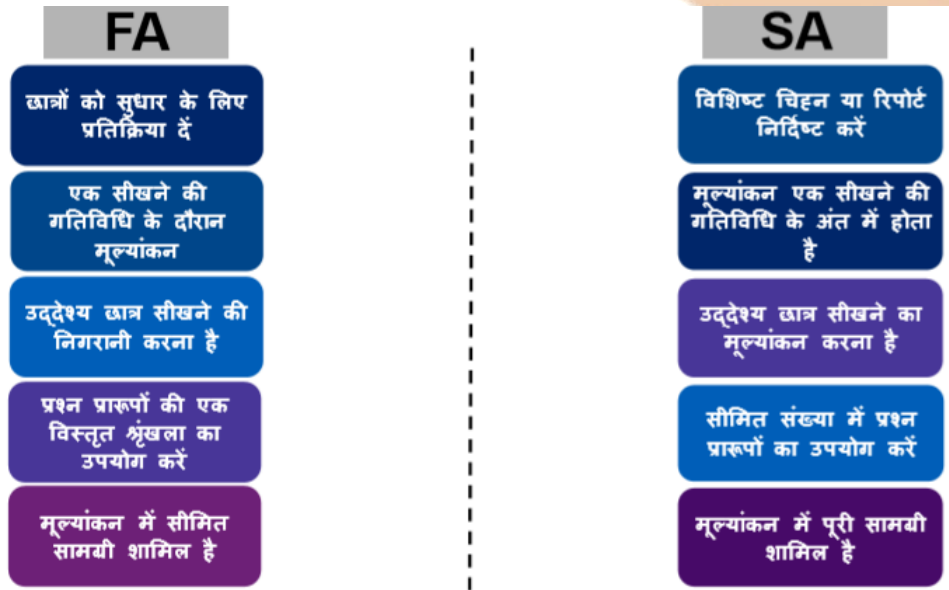 FA
छात्रों को सुधार के लिए
प्रतिक्रिया दें
एक सीखने की
गतिविधि के दौरान
मूल्यांकन
उद्देश्य छात्र सीखने की
निगरानी करना है
प्रश्न प्रारूपों की एक
विस्तृत श्रृंखला का
उपयोग करें
मूल्यांकन में सीमित
सामग्री शामिल है
SA
विशिष्ट चिह्न या रिपोर्ट
निर्दिष्ट करें
मूल्यांकन एक सीखने की
गतिविधि के अंत में होता
है
उद्देश्य छात्र सीखने का
मूल्यांकन करना है
सीमित संख्या में प्रश्न
प्रारूपों का उपयोग करें
मूल्यांकन में पूरी सामग्री
शामिल है